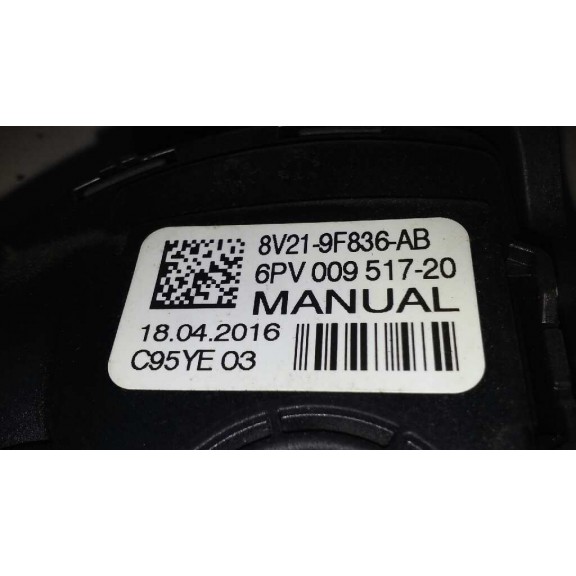 8V21-9F836-AB
6PV 009 517-20
MANUAL
18.04.2016
C95YE 03